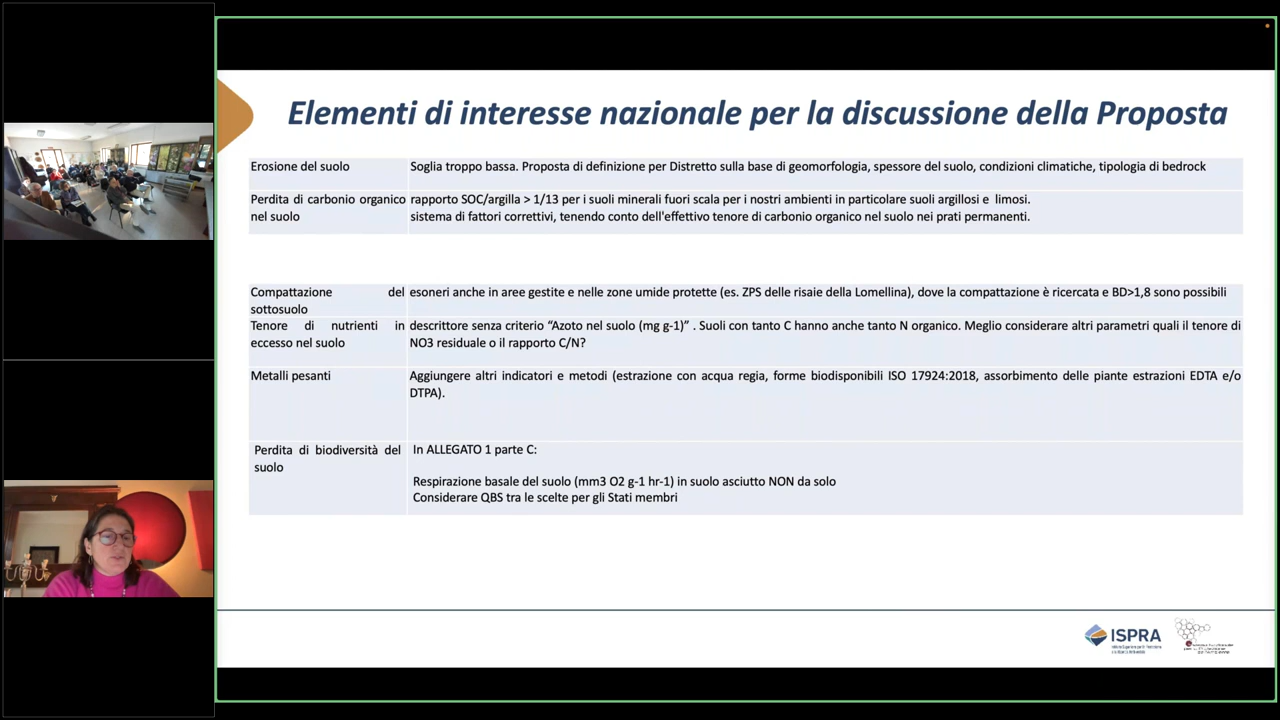 Elementi di interesse nazionale per la discussione della Proposta
Erosione del suolo
Soglia troppo bassa. Proposta di definizione per Distretto sulla base di geomorfologia, spessore del suolo, condizioni climatiche, tipologia di bedrock
Perdita di carbonio organico
nel suolo
rapporto SOC/argilla > 1/13 per i suoli minerali fuori scala per i nostri ambienti in particolare suoli argillosi e limosi.
sistema di fattori correttivi, tenendo conto dell'effettivo tenore di carbonio organico nel suolo nei prati permanenti.
Compattazione del
sottosuolo
esoneri anche in aree gestite e nelle zone umide protette (es. ZPS delle risaie della Lomellina), dove la compattazione è ricercata e BD>1,8 sono possibili
Tenore di nutrienti in
eccesso nel suolo
descrittore senza criterio “Azoto nel suolo (mg g-1)” . Suoli con tanto C hanno anche tanto N organico. Meglio considerare altri parametri quali il tenore di
NO3 residuale o il rapporto C/N?
Metalli pesanti
Aggiungere altri indicatori e metodi (estrazione con acqua regia, forme biodisponibili ISO 17924:2018, assorbimento delle piante estrazioni EDTA e/o
DTPA).
Perdita di biodiversità del
suolo
In ALLEGATO 1 parte C:
Respirazione basale del suolo (mm3 O2 g-1 hr-1) in suolo asciutto NON da solo
Considerare QBS tra le scelte per gli Stati membri
ISPRA